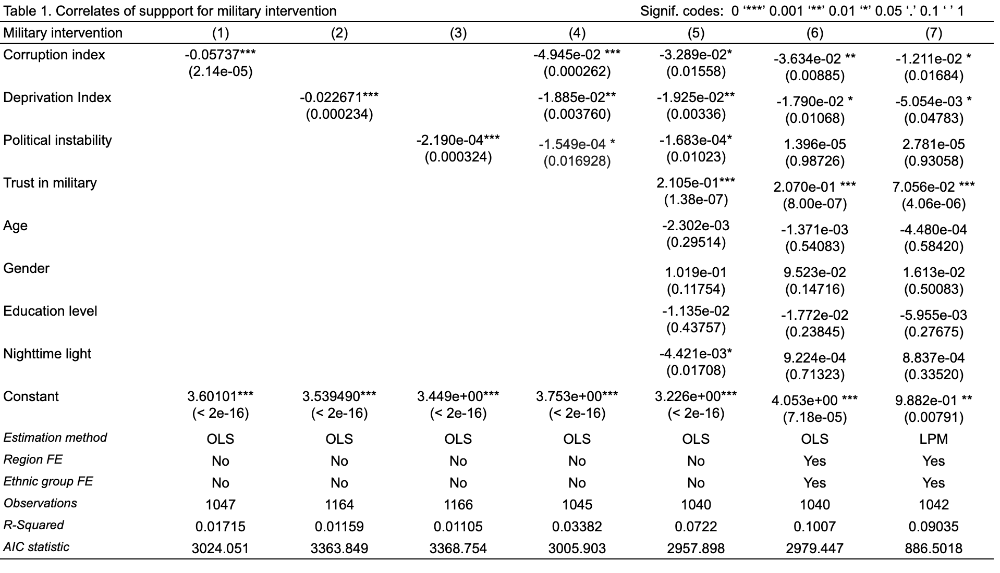 Table 1. Correlates of suppport for military intervention Signif. codes: 0 ‘***’ 0.001 ‘**’ 0.01 ‘*’ 0.05 ‘.’ 0.1 ‘ ’ 1
Military intervention (1) (2) (3) (4) (5) (6) (7)
Corruption index -0.05737*** -4.945e-02 *** -3.289e-02* -3.634e-02 ** -1.211e-02 *
(2.14e-05) (0.000262) (0.01558) (0.00885) (0.01684)
Deprivation Index -0.022671*** -1.885e-02** -1.925e-02** -1.790e-02 * -5.054e-03 *
(0.000234) (0.003760) (0.00336) (0.01068) (0.04783)
Political instability -2.190e-04*** -1.549e-04 * -1.683e-04* 1.396e-05 2.781e-05
(0.000324) (0.016928) (0.01023) (0.98726) (0.93058)
Trust in military 2.105e-01*** 2.070e-01 *** 7.056e-02 ***
(1.38e-07) (8.00e-07) (4.06e-06)
Age -2.302e-03 -1.371e-03 -4.480e-04
(0.29514) (0.54083) (0.58420)
Gender 1.019e-01 9.523e-02 1.613e-02
(0.11754) (0.14716) (0.50083)
Education level -1.135e-02 -1.772e-02 -5.955e-03
(0.43757) (0.23845) (0.27675)
Nighttime light -4.421e-03* 9.224e-04 8.837e-04
(0.01708) (0.71323) (0.33520)
Constant 3.60101*** 3.539490*** 3.449e+00*** 3.753e+00*** 3.226e+00*** 4.053e+00 *** 9.882e-01 **
(< 2e-16) (< 2e-16) (< 2e-16) (< 2e-16) (< 2e-16) (7.18e-05) (0.00791)
Estimation method OLS OLS OLS OLS OLS OLS LPM
Region FE No No No No No Yes Yes
Ethnic group FE No No No No No Yes Yes
Observations 1047 1164 1166 1045 1040 1040 1042
R-Squared 0.01715 0.01159 0.01105 0.03382 0.0722 0.1007 0.09035
AIC statistic 3024.051 3363.849 3368.754 3005.903 2957.898 2979.447 886.5018